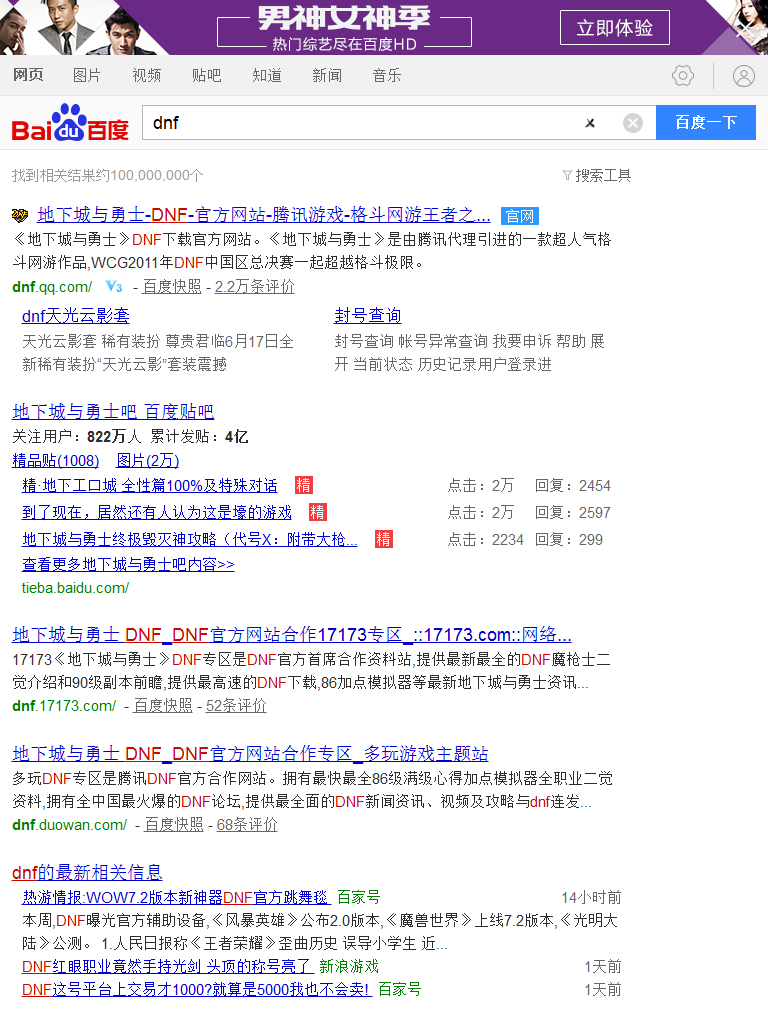 男神女神季
热门综艺尽在百度HD
立即体验
网页 图片 视频 贴吧 知道 新闻 音乐
Bai du 百度
dnf
百度一下
找到相关结果约100,000,000个
搜索工具
地下城与勇士-DNF-官方网站-腾讯游戏-格斗网游王者之... 官网
《地下城与勇士》DNF下载官方网站。《地下城与勇士》是由腾讯代理引进的一款超人气格
斗网游作品,WCG2011年DNF中国区总决赛一起超越格斗极限。
dnf.qq.com/ V3 - 百度快照 - 2.2万条评价
dnf天光云影套 封号查询
天光云影套 稀有装扮 尊贵君临6月17日全 封号查询 帐号异常查询 我要申诉 帮助 展
新稀有装扮“天光云影”套装震撼 开 当前状态 历史记录用户登录进
地下城与勇士吧_百度贴吧
关注用户：822万人 累计发贴：4亿
精品贴(1008) 图片(2万)
精·地下工口城 全性篇100%及特殊对话 精 点击：2万 回复：2454
到了现在，居然还有人认为这是壕的游戏 精 点击：2万 回复：2597
地下城与勇士终极毁灭神攻略（代号X：附带大枪... 精 点击：2234 回复：299
查看更多地下城与勇士吧内容>>
tieba.baidu.com/
地下城与勇士 DNF_DNF官方网站合作17173专区_::17173.com::网络...
17173《地下城与勇士》DNF专区是DNF官方首席合作资料站,提供最新最全的DNF魔枪士二
觉介绍和90级副本前瞻,提供最高速的DNF下载,86加点模拟器等最新地下城与勇士资讯...
dnf.17173.com/ - 百度快照 - 52条评价
地下城与勇士 DNF_DNF官方网站合作专区_多玩游戏主题站
多玩DNF专区是腾讯DNF官方合作网站。拥有最快最全86级满级心得加点模拟器全职业二觉
资料,拥有全中国最火爆的DNF论坛,提供最全面的DNF新闻资讯、视频及攻略与dnf连发...
dnf.duowan.com/ - 百度快照 - 68条评价
dnf的最新相关信息
热游情报:WOW7.2版本新神器DNF官方跳舞毯 百家号 14小时前
本周,DNF曝光官方辅助设备,《风暴英雄》公布2.0版本,《魔兽世界》上线7.2版本,《光明大
陆》公测。 1.人民日报称《王者荣耀》歪曲历史 误导小学生 近...
DNF红眼职业竟然手持光剑 头顶的称号亮了 新浪游戏 1天前
DNF这号平台上交易才1000?就算是5000我也不会卖! 百家号 1天前